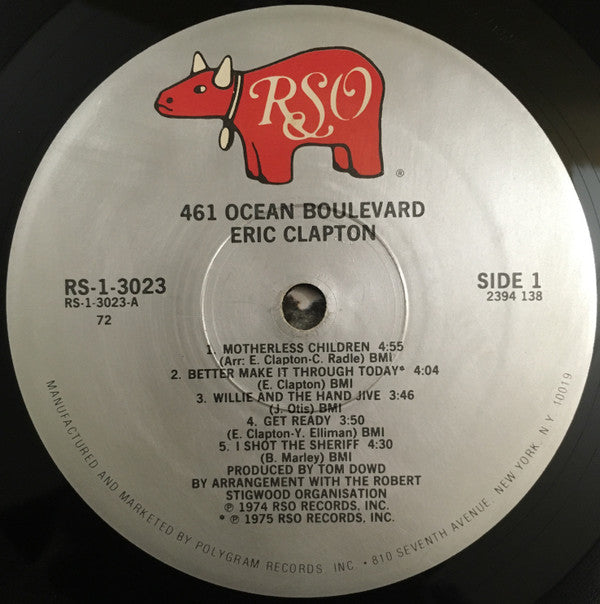 RSO
®
461 OCEAN BOULEVARD
ERIC CLAPTON
RS-1-3023
RS-1-3023-A
72
SIDE 1
2394 138
1. MOTHERLESS CHILDREN 4:55
(Arr: E. Clapton-C. Radle) BMI
2. BETTER MAKE IT THROUGH TODAY* 4:04
(E. Clapton) BMI
3. WILLIE AND THE HAND JIVE 3:46
(J. Otis) BMI
4. GET READY 3:50
(E. Clapton-Y. Elliman) BMI
5. I SHOT THE SHERIFF 4:30
(B. Marley) BMI
PRODUCED BY TOM DOWD
BY ARRANGEMENT WITH THE ROBERT
STIGWOOD ORGANISATION
℗ 1974 RSO RECORDS, INC.
* ℗ 1975 RSO RECORDS, INC.
MANUFACTURED AND MARKETED BY POLYGRAM RECORDS, INC. • 810 SEVENTH AVENUE, NEW YORK, N.Y. 10019